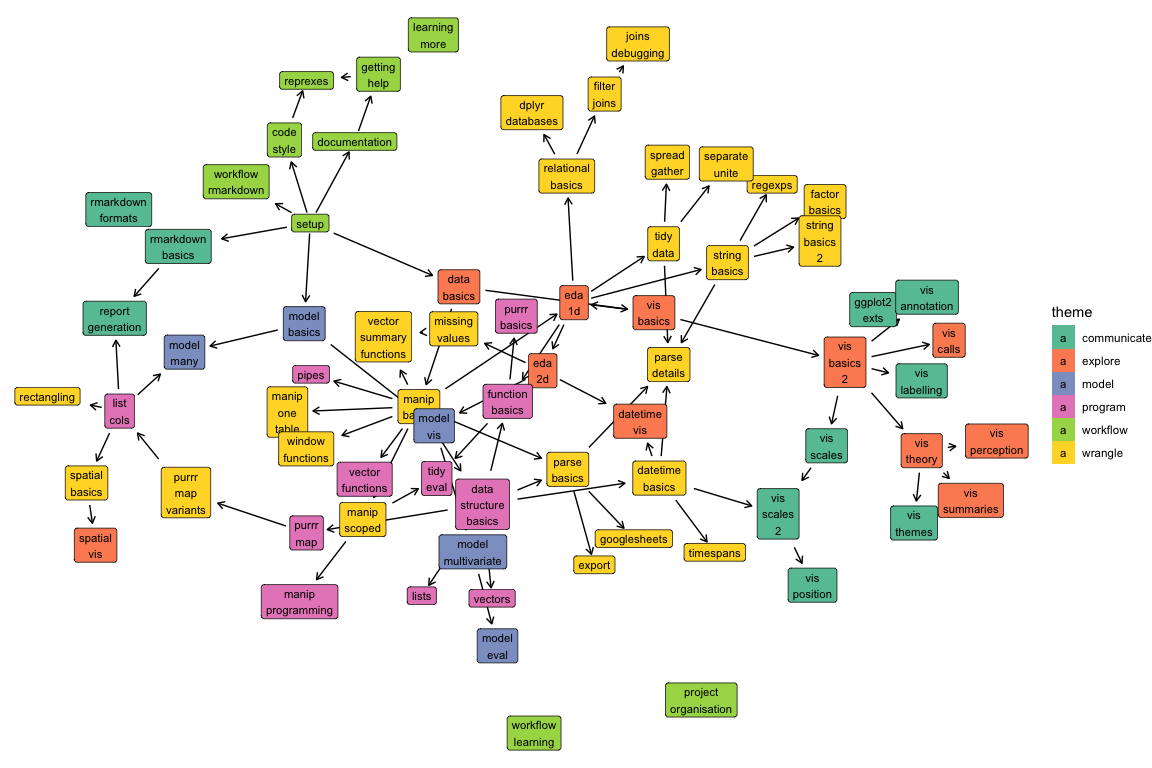 learning
more
joins
debugging
getting
help
reprexes
filter
joins
dplyr
databases
code
style
documentation
spread
gather
separate
unite
regexps
relational
basics
workflow
rmarkdown
factor
basics
rmarkdown
formats
setup
string
basics
2
rmarkdown
basics
tidy
data
string
basics
data
basics
eda
1d
vis
basics
ggplot2
exts
vis
annotation
report
generation
model
basics
purrr
basics
vector
summary
functions
missing
values
vis
calls
model
many
vis
basics
2
parse
details
eda
2d
vis
labelling
pipes
rectangling
list
cols
manip
one
table
manip
model
vis
function
basics
datetime
vis
window
functions
vis
scales
vis
theory
vis
perception
spatial
basics
purrr
map
variants
vector
functions
tidy
eval
parse
basics
datetime
basics
data
structure
basics
vis
scales
2
vis
summaries
vis
themes
manip
scoped
purrr
map
spatial
vis
googlesheets
timespans
export
model
multivariate
vis
position
manip
programming
lists
vectors
model
eval
project
organisation
workflow
learning
theme
a communicate
a explore
a model
a program
a workflow
a wrangle